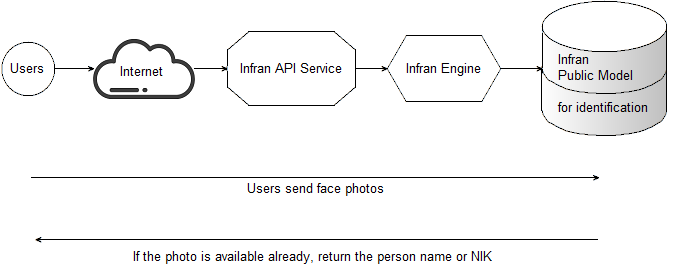 Users
Internet
Infran API Service
Infran Engine
Infran
Public Model
for identification
Users send face photos
If the photo is available already, return the person name or NIK